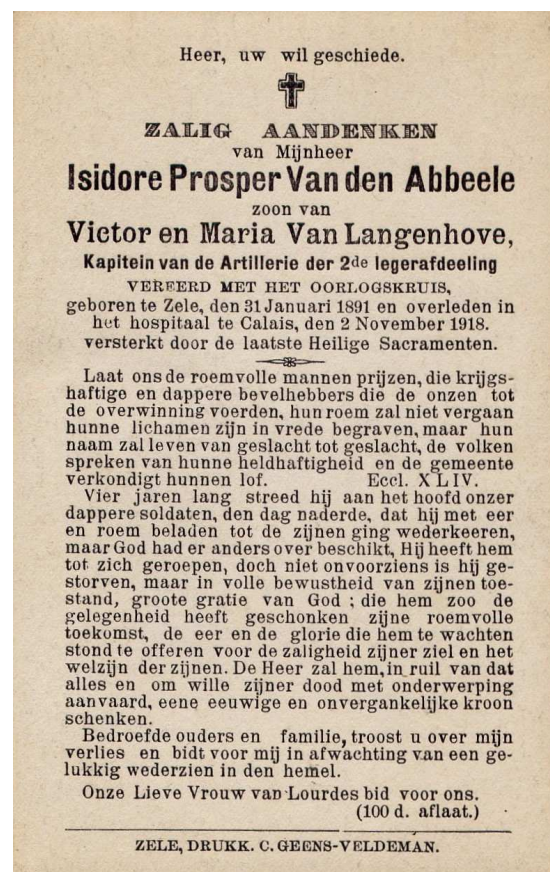 Heer, uw wil geschiede.
ZALIG AANDENKEN
van Mijnheer
Isidore Prosper Van den Abbeele
zoon van
Victor en Maria Van Langenhove,
Kapitein van de Artillerie der 2de legerafdeeling
VEREERD MET HET OORLOGSKRUIS,
geboren te Zele, den 31 Januari 1891 en overleden in
het hospitaal te Calais, den 2 November 1918.
versterkt door de laatste Heilige Sacramenten.
Laat ons de roemvolle mannen prijzen, die krijgs-
haftige en dappere bevelhebbers die de onzen tot
de overwinning voerden, hun roem zal niet vergaan
hunne lichamen zijn in vrede begraven, maar hun
naam zal leven van geslacht tot geslacht, de volken
spreken van hunne heldhaftigheid en de gemeente
verkondigt hunnen lof. Eccl. XLIV.
Vier jaren lang streed hij aan het hoofd onzer
dappere soldaten, den dag naderde, dat hij met eer
en roem beladen tot de zijnen ging wederkeeren,
maar God had er anders over beschikt, Hij heeft hem
tot zich geroepen, doch niet onvoorziens is hij ge-
storven, maar in volle bewustheid van zijnen toe-
stand, groote gratie van God ; die hem zoo de
gelegenheid heeft geschonken zijne roemvolle
toekomst, de eer en de glorie die hem te wachten
stond te offeren voor de zaligheid zijner ziel en het
welzijn der zijnen. De Heer zal hem, in ruil van dat
alles en om wille zijner dood met onderwerping
aanvaard, eene eeuwige en onvergankelijke kroon
schenken.
Bedroefde ouders en familie, troost u over mijn
verlies en bidt voor mij in afwachting van een ge-
lukkig wederzien in den hemel.
Onze Lieve Vrouw van Lourdes bid voor ons.
(100 d. aflaat.)
ZELE, DRUKK. C. GEENS-VELDEMAN.